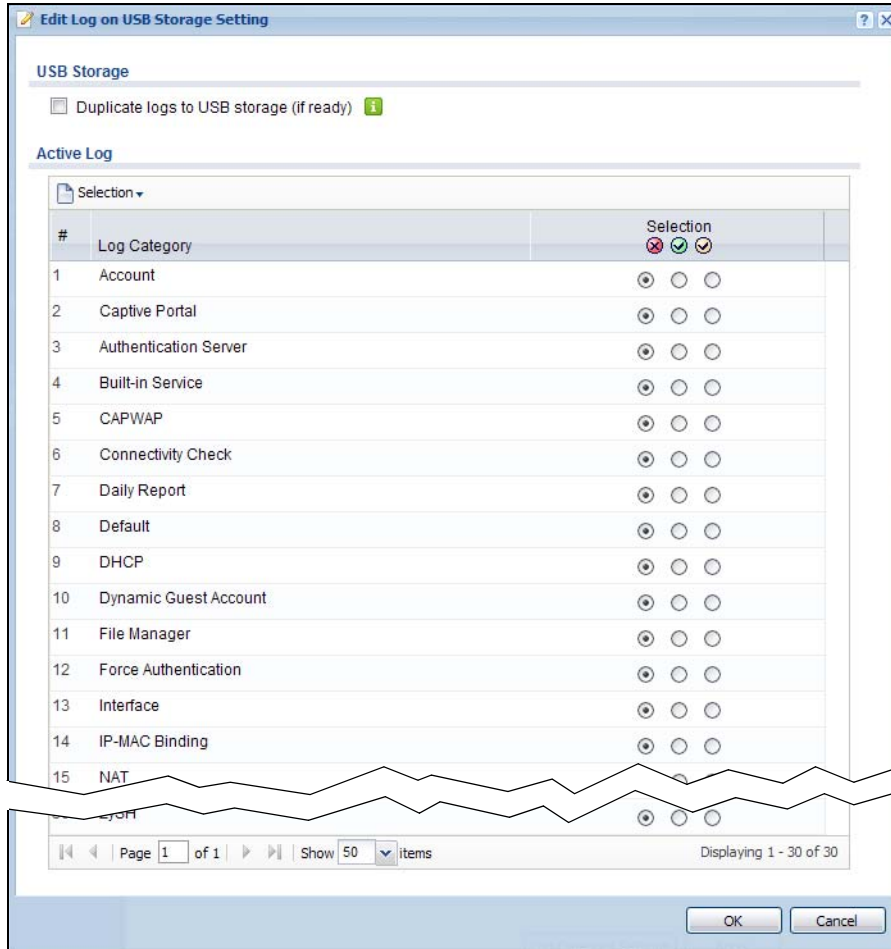 Edit Log on USB Storage Setting
USB Storage
Duplicate logs to USB storage (if ready)
Active Log
Selection
# Log Category Selection
1 Account
2 Captive Portal
3 Authentication Server
4 Built-in Service
5 CAPWAP
6 Connectivity Check
7 Daily Report
8 Default
9 DHCP
10 Dynamic Guest Account
11 File Manager
12 Force Authentication
13 Interface
14 IP-MAC Binding
15 NAT
Page 1 of 1 Show 50 items Displaying 1 - 30 of 30
OK Cancel